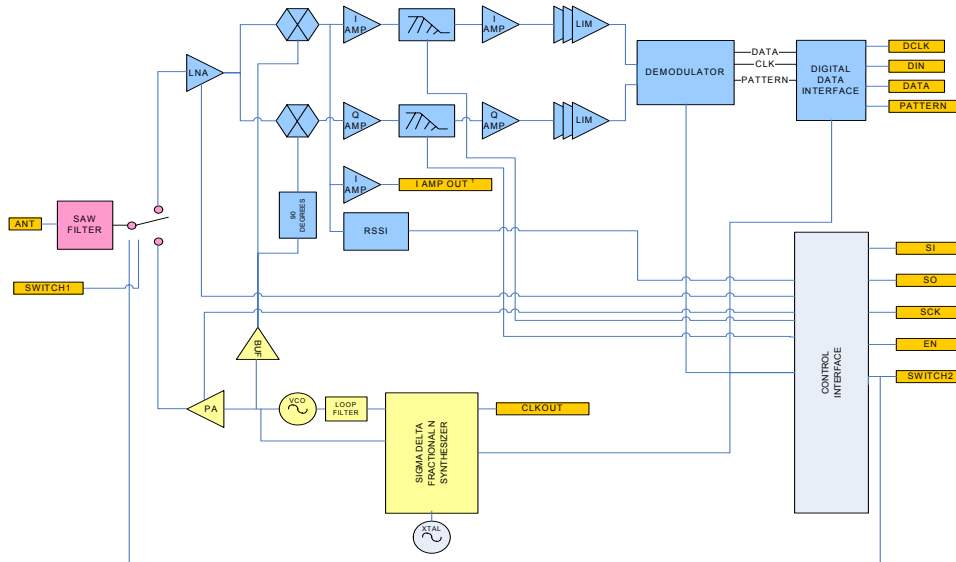 I
AMP
I
AMP
LIM
LNA
DEMODULATOR
DATA
CLK
PATTERN
DIGITAL
DATA
INTERFACE
DCLK
DIN
DATA
PATTERN
Q
AMP
Q
AMP
LIM
I
AMP
I AMP OUT 1
90
DEGREES
RSSI
ANT
SAW
FILTER
SWITCH1
BUF
PA
VCO
LOOP
FILTER
SIGMA DELTA
FRACTIONAL N
SYNTHESIZER
CLKOUT
XTAL
CONTROL
INTERFACE
SI
SO
SCK
EN
SWITCH2